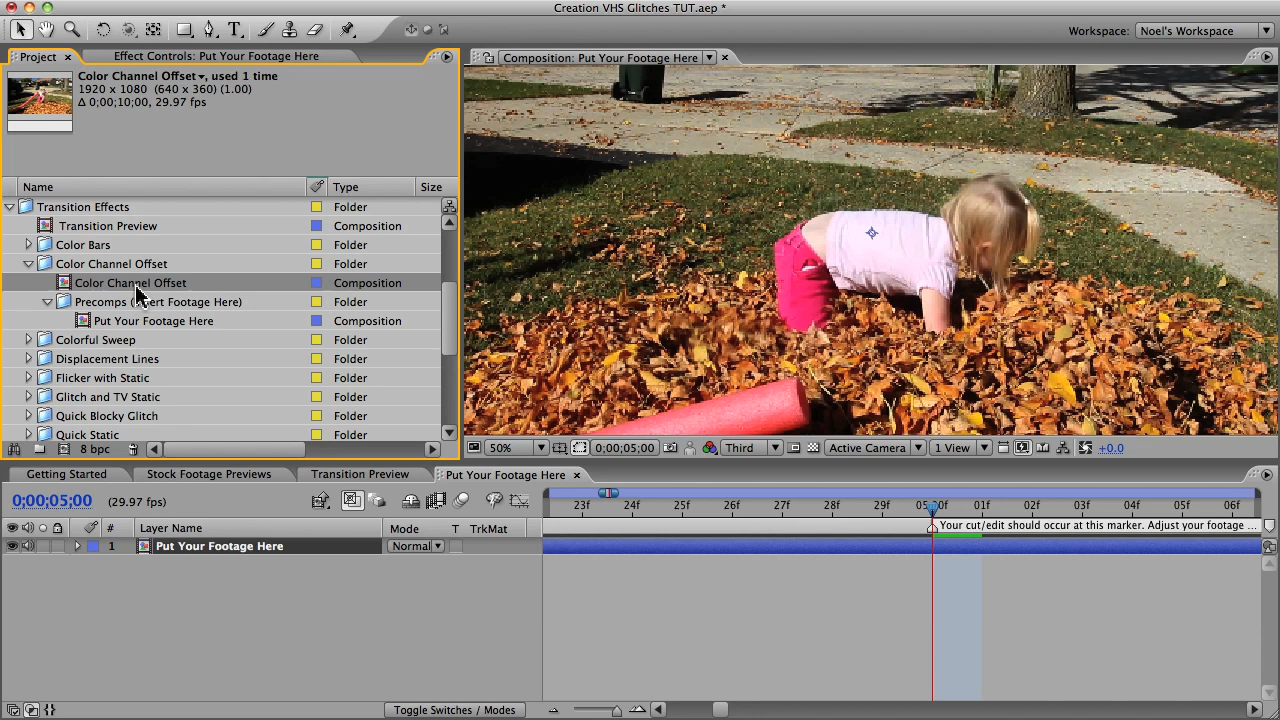 Creation VHS Glitches TUT.aep *
T
Workspace: Noel's Workspace
Project × Effect Controls: Put Your Footage Here
Composition: Put Your Footage Here ×
Color Channel Offset, used 1 time
1920 x 1080 (640 x 360) (1.00)
Δ 0;00;10;00, 29.97 fps
Name Type Size
Transition Effects Folder
Transition Preview Composition
Color Bars Folder
Color Channel Offset Folder
Color Channel Offset Composition
Precomps ( ert Footage Here) Folder
Put Your Footage Here Composition
Colorful Sweep Folder
Displacement Lines Folder
Flicker with Static Folder
Glitch and TV Static Folder
Quick Blocky Glitch Folder
Quick Static Folder
8 bpc
50% 0;00;05;00 Third Active Camera 1 View +0.0
Getting Started Stock Footage Previews Transition Preview Put Your Footage Here ×
0;00;05;00 (29.97 fps)
23f 24f 25f 26f 27f 28f 29f 05:00f 01f 02f 03f 04f 05f 06f
# Layer Name Mode T TrkMat
Your cut/edit should occur at this marker. Adjust your footage ...
1 Put Your Footage Here Normal
Toggle Switches / Modes